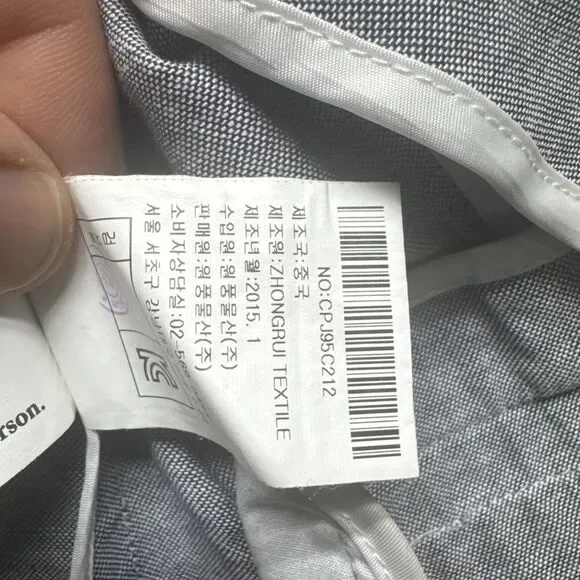 NO:CPJ95C212
제조국:중국
제조원:ZHONGRUI TEXTILE
제조년월:2015. 1
수입원:원풍물산(주)
판매원:원풍물산(주)
소비자상담실:02-
서울 서초구
erson.